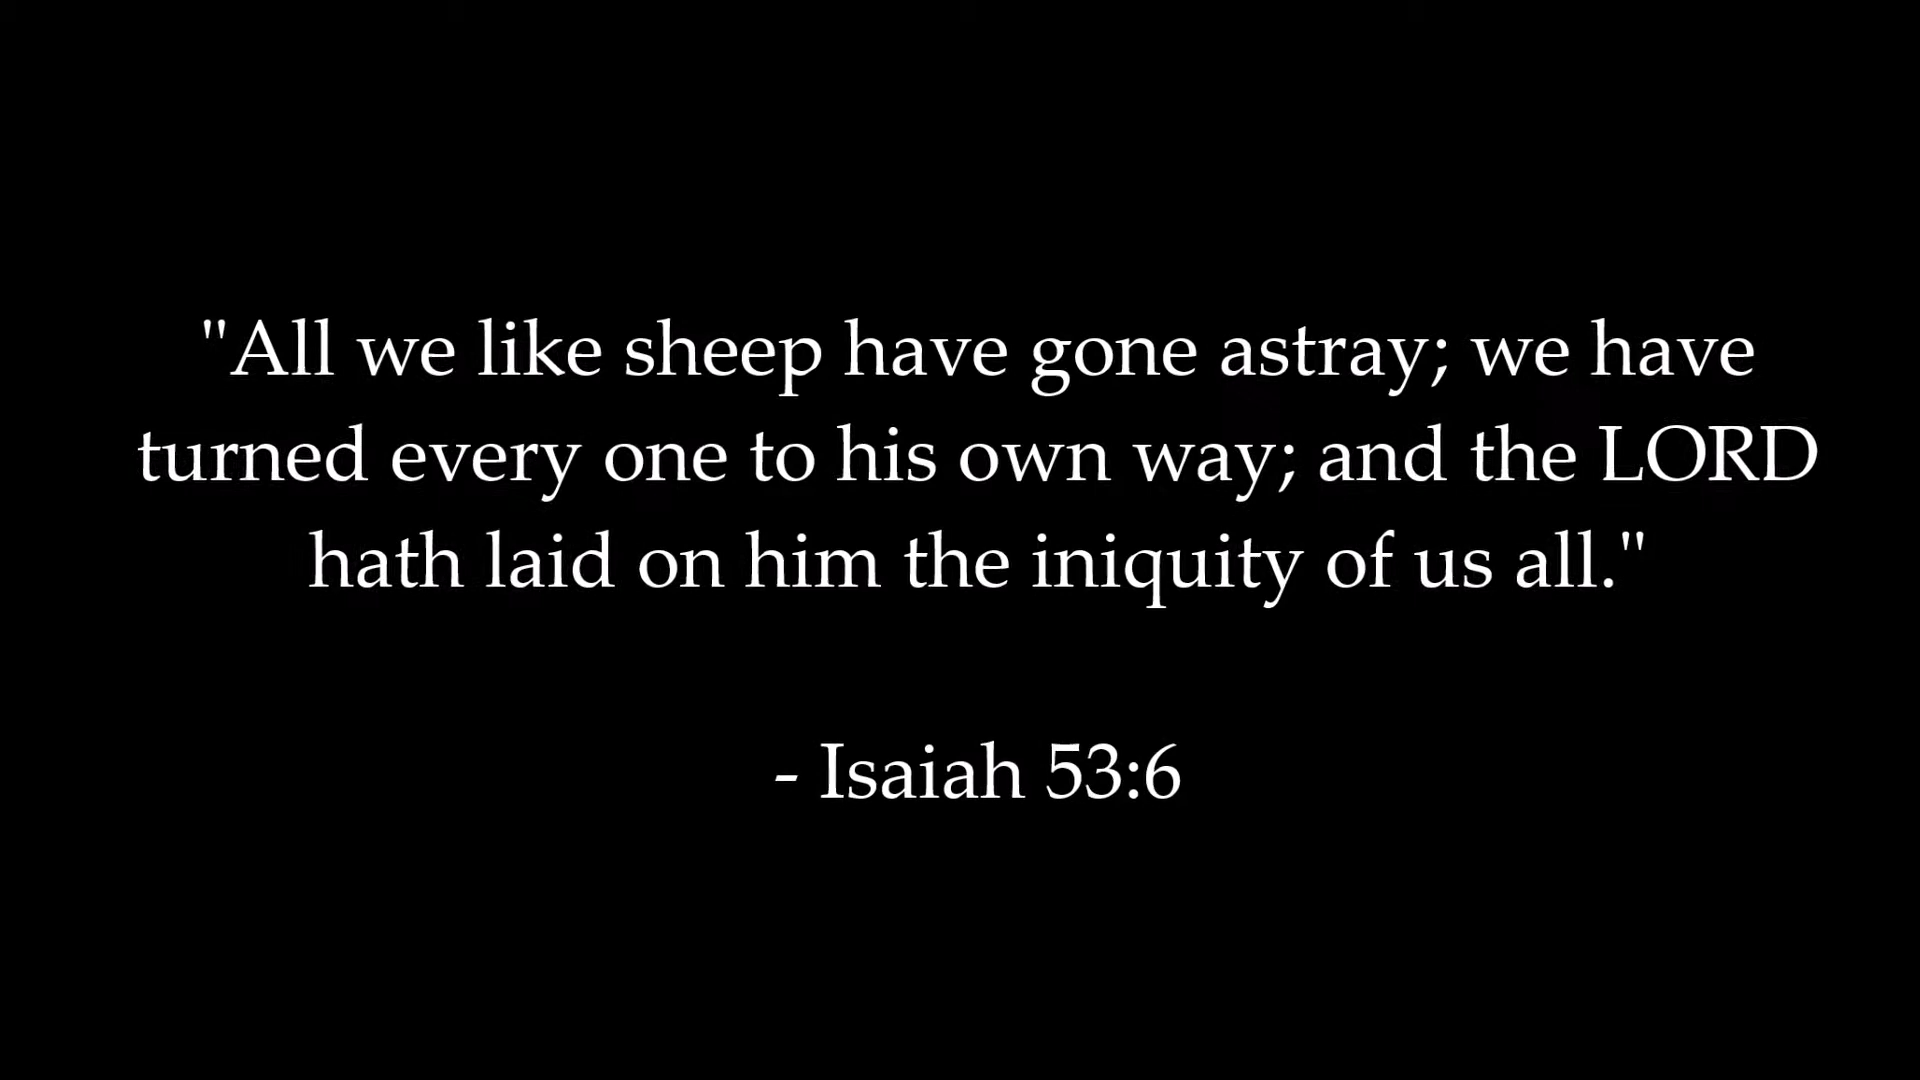 "All we like sheep have gone astray; we have
turned every one to his own way; and the LORD
hath laid on him the iniquity of us all."
- Isaiah 53:6